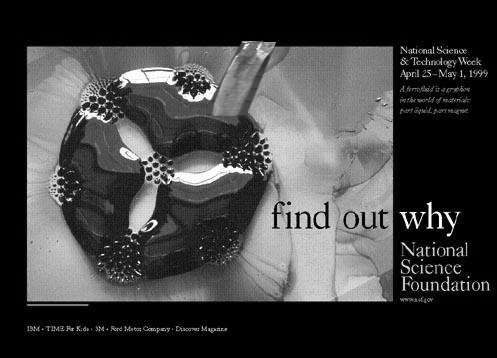 National Science
& Technology Week
April 25–May 1, 1999
A ferrofluid is a gryphon
in the world of materials:
part liquid, part magnet.
find out why
National
Science
Foundation
www.nsf.gov
IBM • TIME For Kids • 3M • Ford Motor Company • Discover Magazine